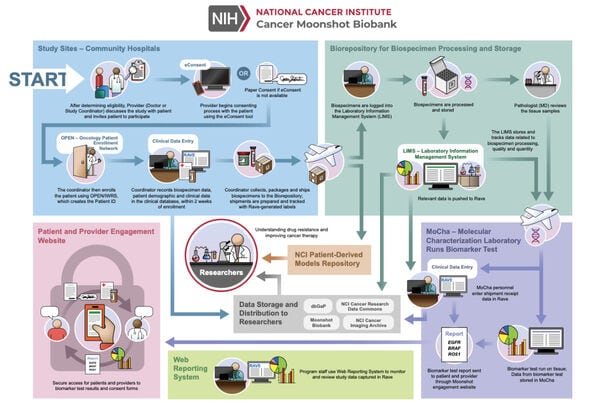 NIH
NATIONAL CANCER INSTITUTE
Cancer Moonshot Biobank
Study Sites – Community Hospitals
START
eConsent
OR
After determining eligibility, Provider (Doctor or
Study Coordinator) discusses the study with
patient and invites patient to participate
Provider begins consenting
process with the patient
using the eConsent tool
Paper Consent if eConsent
is not available
OPEN – Oncology Patient
Enrollment
Network
Clinical Data Entry
RAVE
The coordinator then enrolls
the patient using OPEN/IWRS,
which creates the Patient ID
Coordinator records biospecimen data,
patient demographic and clinical data
in the clinical database, within 2 weeks
of enrollment
Coordinator collects, packages and ships
biospecimens to the Biorepository;
shipments are prepared and tracked
with Rave-generated labels
Biorepository for Biospecimen Processing and Storage
Biospecimens are logged into
the Laboratory Information
Management System (LIMS)
Biospecimens are processed
and stored
Pathologist (MD) reviews
the tissue samples
LIMS – Laboratory Information
Management System
The LIMS stores and
tracks data related to
biospecimen processing,
quality and quantity
Relevant data is pushed to Rave
Patient and Provider Engagement
Website
Report
Secure access for patients and providers to
biomarker test results and consent forms
Understanding drug resistance and
improving cancer therapy
Researchers
NCI Patient-Derived
Models Repository
Data Storage and
Distribution to
Researchers
dbGaP
NCI Cancer Research
Data Commons
Moonshot
Biobank
NCI Cancer
Imaging Archive
Web
Reporting
System
RAVE
Program staff use Web Reporting System to monitor
and review study data captured in Rave
MoCha – Molecular
Characterization Laboratory
Runs Biomarker Test
Clinical Data Entry
RAVE
MoCha personnel
enter shipment receipt
data in Rave
Report
EGFR
BRAF
ROS1
Biomarker test report sent
to patient and provider
through Moonshot
engagement website
Biomarker test run on tissue;
Data from biomarker test
stored in MoCha